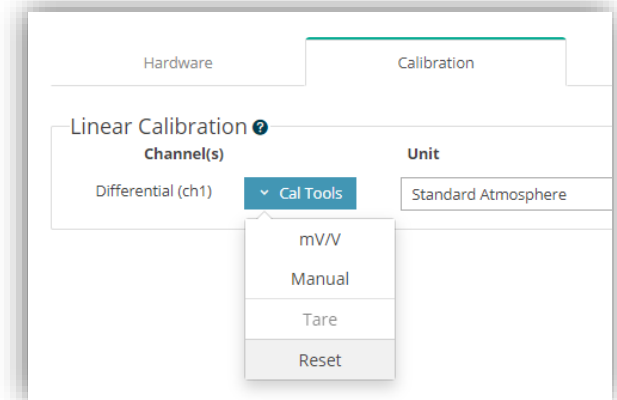 Hardware Calibration
Linear Calibration ?
Channel(s) Unit
Differential (ch1) Cal Tools Standard Atmosphere
mV/V
Manual
Tare
Reset